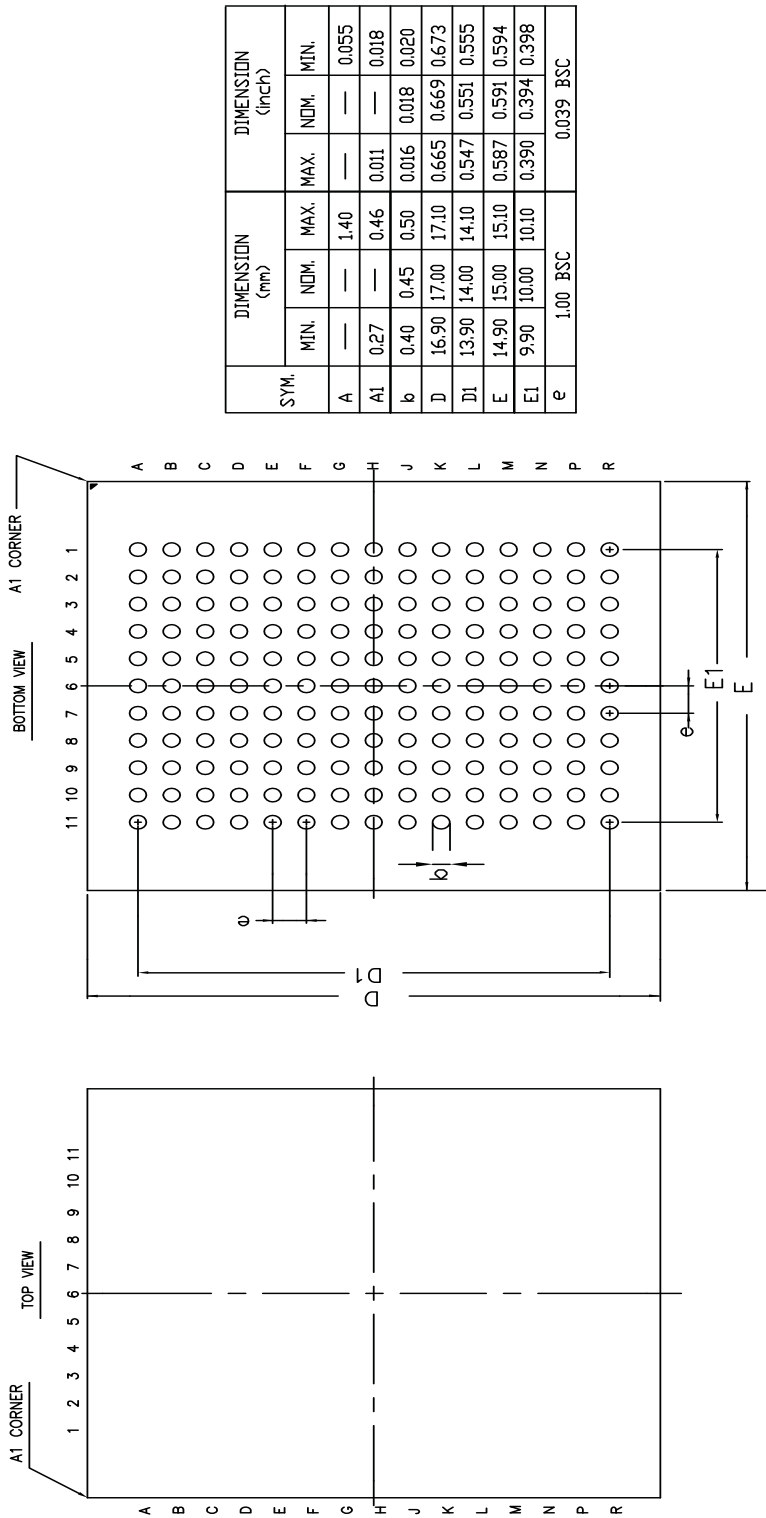 A1 CORNER
TOP VIEW
1 2 3 4 5 6 7 8 9 10 11
A
B
C
D
E
F
G
H
J
K
L
M
N
P
R
BOTTOM VIEW
A1 CORNER
11 10 9 8 7 6 5 4 3 2 1
A
B
C
D
E
F
G
H
J
K
L
M
N
P
R
e
b
D1
D
e
E1
E
SYM. DIMENSION (mm) DIMENSION (inch)
MIN. NOM. MAX. MAX. NOM. MIN.
A — — 1.40 — — 0.055
A1 0.27 — 0.46 0.011 — 0.018
b 0.40 0.45 0.50 0.016 0.018 0.020
D 16.90 17.00 17.10 0.665 0.669 0.673
D1 13.90 14.00 14.10 0.547 0.551 0.555
E 14.90 15.00 15.10 0.587 0.591 0.594
E1 9.90 10.00 10.10 0.390 0.394 0.398
e 1.00 BSC 0.039 BSC